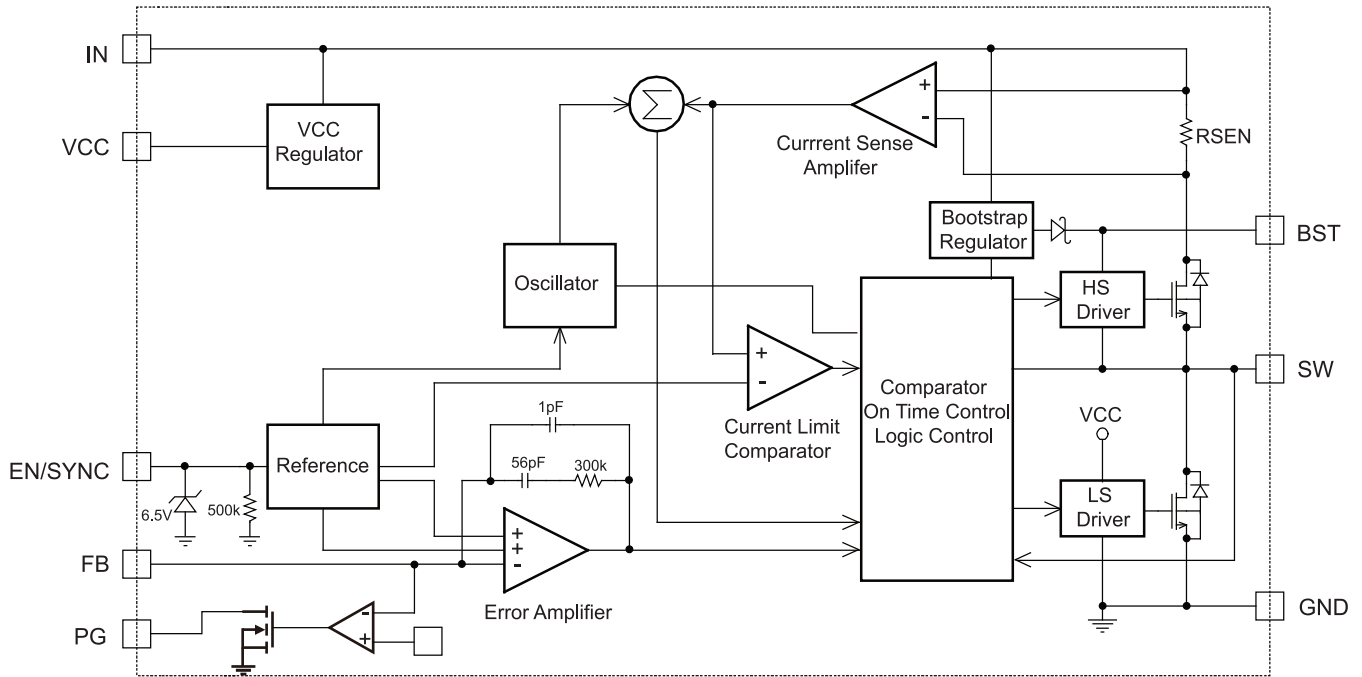 IN
VCC
VCC
Regulator
Σ
+
-
Currrent Sense
Amplifer
RSEN
Bootstrap
Regulator
BST
Oscillator
HS
Driver
+
-
Current Limit
Comparator
Comparator
On Time Control
Logic Control
SW
VCC
EN/SYNC
Reference
1pF
56pF
300k
6.5V
500k
LS
Driver
+
+
-
Error Amplifier
FB
PG
-
+
GND